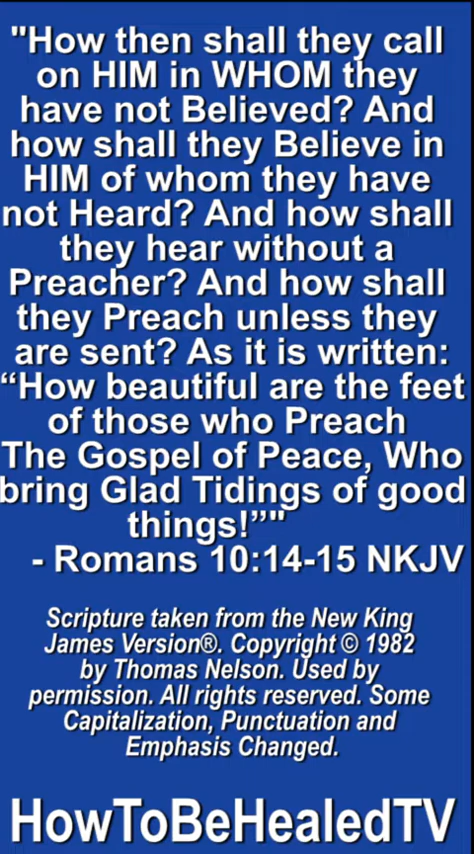 "How then shall they call
on HIM in WHOM they
have not Believed? And
how shall they Believe in
HIM of whom they have
not Heard? And how shall
they hear without a
Preacher? And how shall
they Preach unless they
are sent? As it is written:
“How beautiful are the feet
of those who Preach
The Gospel of Peace, Who
bring Glad Tidings of good
things!”"
- Romans 10:14-15 NKJV
Scripture taken from the New King
James Version®. Copyright © 1982
by Thomas Nelson. Used by
permission. All rights reserved. Some
Capitalization, Punctuation and
Emphasis Changed.
HowToBeHealedTV